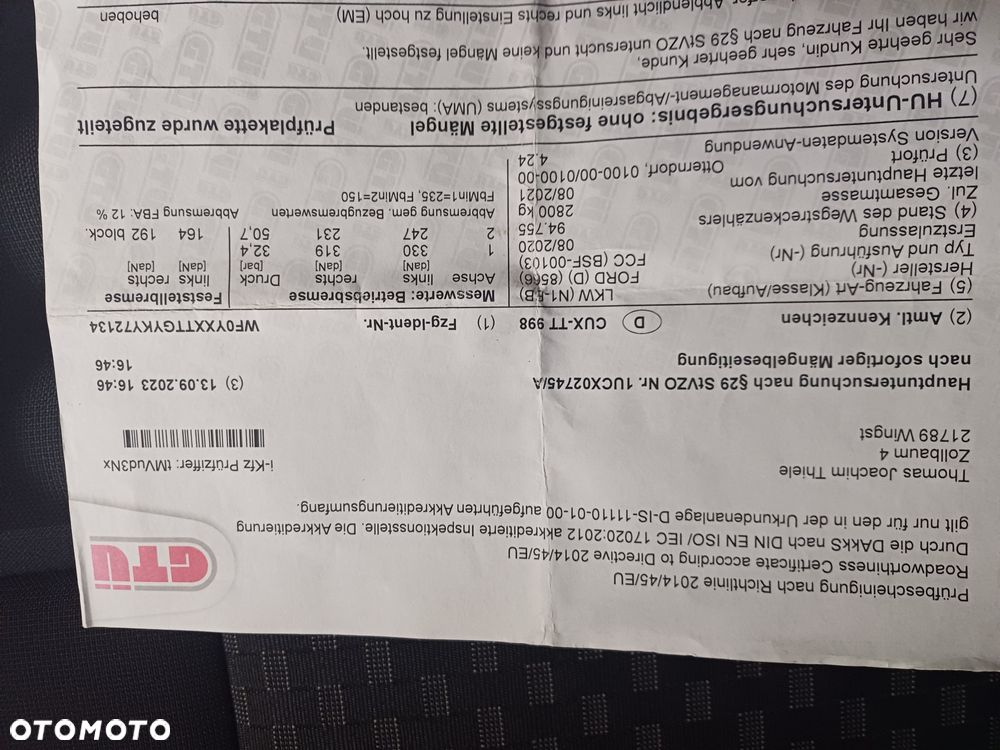 GTÜ
Prüfbescheinigung nach Richtlinie 2014/45/EU
Roadworthiness Certificate according to Directive 2014/45/EU
Durch die DAkkS nach DIN EN ISO/ IEC 17020:2012 akkreditierte Inspektionsstelle. Die Akkreditierung
gilt nur für den in der Urkundenanlage D-IS-11110-01-00 aufgeführten Akkreditierungsumfang.
Thomas Joachim Thiele
Zollbaum 4
21789 Wingst
i-Kfz Prüfziffer: tMVud3Nx
Hauptuntersuchung nach §29 StVZO Nr. 1UCX02745/A (3) 13.09.2023 16:46
nach sofortiger Mängelbeseitigung 16:46
(2) Amtl. Kennzeichen D CUX-TT 998 (1) Fzg-Ident-Nr. WF0YXXTTGYKY72134
(5) Fahrzeug-Art (Klasse/Aufbau) LKW (N1-E,B)
Hersteller (-Nr) FORD (D) (8566)
Typ und Ausführung (-Nr) FCC (BSF-00103)
Erstzulassung 08/2020
(4) Stand des Wegstreckenzählers 94.755
Zul. Gesamtmasse 2800 kg
letzte Hauptuntersuchung vom 08/2021
(3) Prüfort Otterndorf, 0100-00/0100-00
Version Systemdaten-Anwendung 4.24
Messwerte: Betriebsbremse Feststellbremse
Achse links rechts Druck links rechts
[daN] [daN] [bar] [daN] [daN]
1 330 319 32,4
2 247 231 50,7 164 192 block.
Abbremsung gem. Bezugbremswerten Abbremsung FBA: 12 %
FbMin1=235, FbMin2=150
(7) HU-Untersuchungsergebnis: ohne festgestellte Mängel Prüfplakette wurde zugeteilt
Untersuchung des Motormanagement-/Abgasreinigungssystems (UMA): bestanden
Sehr geehrte Kundin, sehr geehrter Kunde,
wir haben Ihr Fahrzeug nach §29 StVZO untersucht und keine Mängel festgestellt.
Abblendlicht links und rechts Einstellung zu hoch (EM) behoben
OTOMOTO